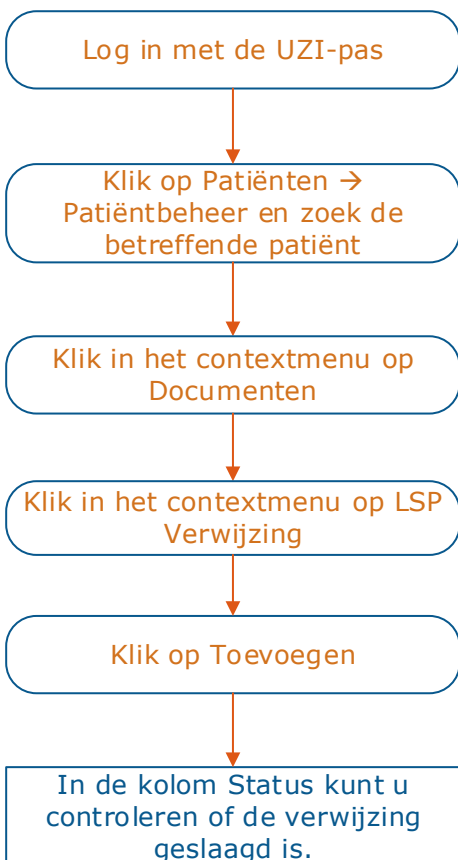 Log in met de UZI-pas
Klik op Patiënten →
Patiëntbeheer en zoek de
betreffende patiënt
Klik in het contextmenu op
Documenten
Klik in het contextmenu op LSP
Verwijzing
Klik op Toevoegen
In de kolom Status kunt u
controleren of de verwijzing
geslaagd is.